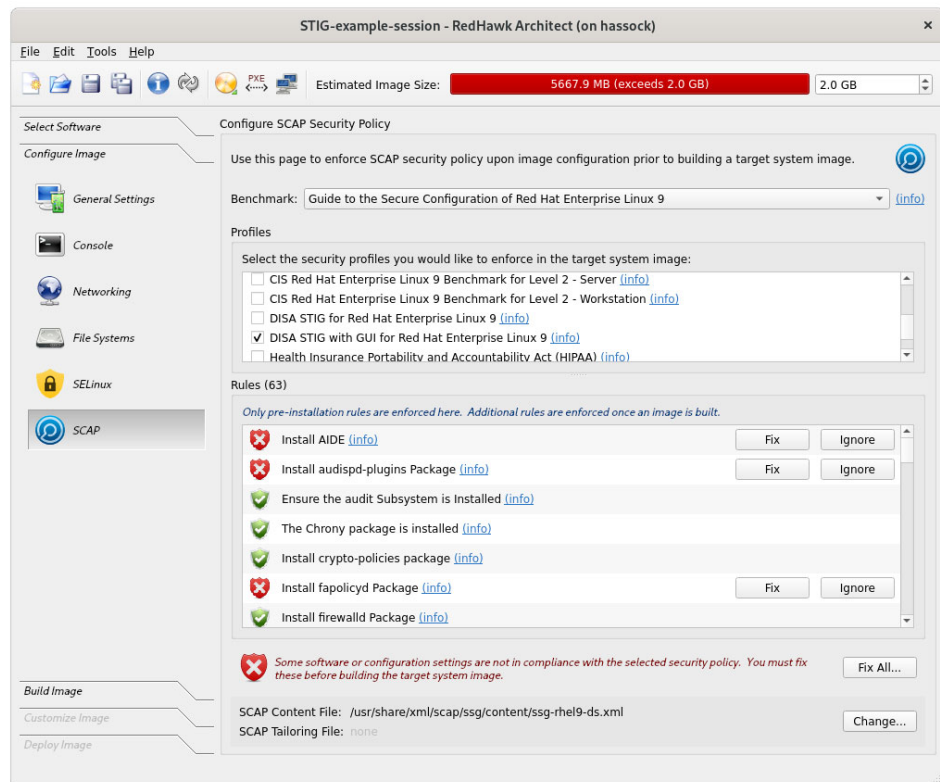 STIG-example-session - RedHawk Architect (on hassock)
×
File Edit Tools Help
PXE
Estimated Image Size:
5667.9 MB (exceeds 2.0 GB)
2.0 GB
Select Software
Configure Image
General Settings
Console
Networking
File Systems
SELinux
SCAP
Build Image
Customize Image
Deploy Image
Configure SCAP Security Policy
Use this page to enforce SCAP security policy upon image configuration prior to building a target system image.
Benchmark: Guide to the Secure Configuration of Red Hat Enterprise Linux 9 (info)
Profiles
Select the security profiles you would like to enforce in the target system image:
CIS Red Hat Enterprise Linux 9 Benchmark for Level 2 - Server (info)
CIS Red Hat Enterprise Linux 9 Benchmark for Level 2 - Workstation (info)
DISA STIG for Red Hat Enterprise Linux 9 (info)
DISA STIG with GUI for Red Hat Enterprise Linux 9 (info)
Health Insurance Portability and Accountability Act (HIPAA) (info)
Rules (63)
Only pre-installation rules are enforced here. Additional rules are enforced once an image is built.
Install AIDE (info) Fix Ignore
Install audispd-plugins Package (info) Fix Ignore
Ensure the audit Subsystem is Installed (info)
The Chrony package is installed (info)
Install crypto-policies package (info)
Install fapolicyd Package (info) Fix Ignore
Install firewalld Package (info)
Some software or configuration settings are not in compliance with the selected security policy. You must fix
these before building the target system image.
Fix All...
SCAP Content File: /usr/share/xml/scap/ssg/content/ssg-rhel9-ds.xml
SCAP Tailoring File: none
Change...